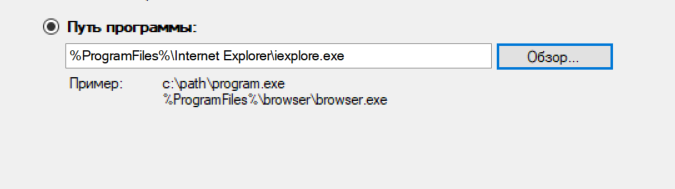 Путь программы:
%ProgramFiles%\Internet Explorer\iexplore.exe
Обзор...
Пример: c:\path\program.exe
%ProgramFiles%\browser\browser.exe